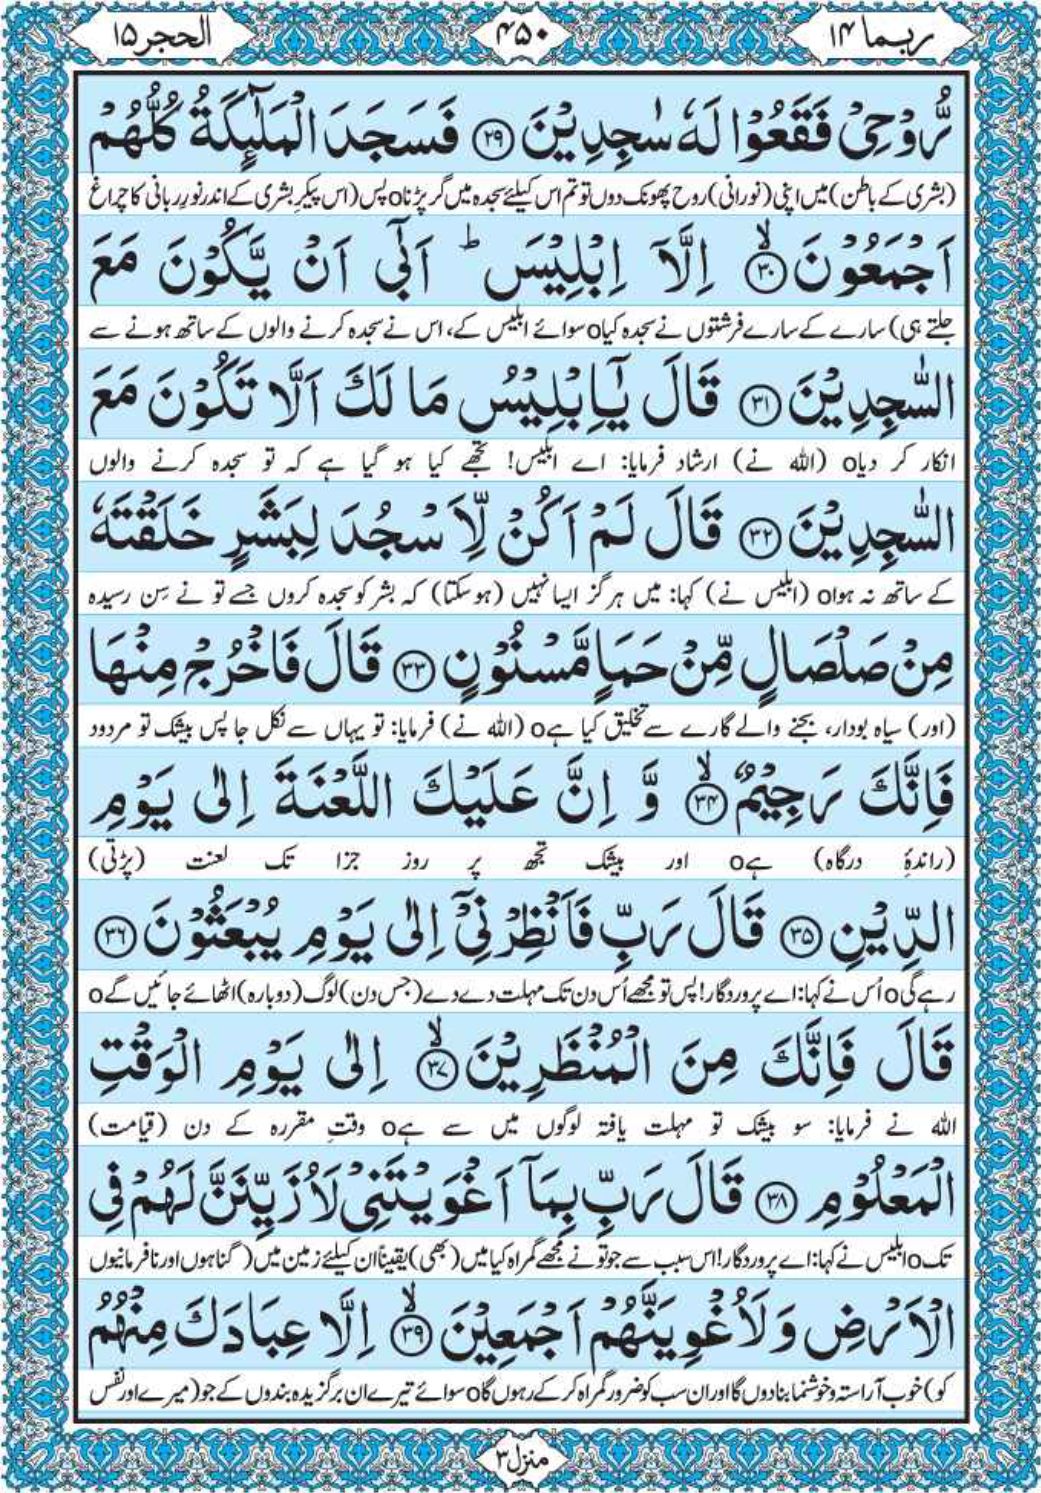 ربما ۱۴
۴۵۰
الحجر ۱۵
رُّوْحِیْ فَقَعُوْا لَهٗ سٰجِدِیْنَ ﴿۲۹﴾ فَسَجَدَ الْمَلٰٓئِكَةُ كُلُّهُمْ
(بشری کے باطن) میں اپنی (نورانی) روح پھونک دوں تو تم اس کیلئے سجدہ میں گر پڑناo پس (اس پیکرِ بشری کے اندر نورِ ربانی کا چراغ
اَجْمَعُوْنَ ﴿ۙ۳۰﴾ اِلَّاۤ اِبْلِیْسَ ؕ اَبٰۤی اَنْ یَّكُوْنَ مَعَ
جلتے ہی) سارے کے سارے فرشتوں نے سجدہ کیاo سوائے ابلیس کے، اس نے سجدہ کرنے والوں کے ساتھ ہونے سے
السّٰجِدِیْنَ ﴿۳۱﴾ قَالَ یٰۤاِبْلِیْسُ مَا لَكَ اَلَّا تَكُوْنَ مَعَ
انکار کر دیاo (اللہ نے) ارشاد فرمایا: اے ابلیس! تجھے کیا ہو گیا ہے کہ تو سجدہ کرنے والوں
السّٰجِدِیْنَ ﴿۳۲﴾ قَالَ لَمْ اَكُنْ لِّاَسْجُدَ لِبَشَرٍ خَلَقْتَهٗ
کے ساتھ نہ ہواo (ابلیس نے) کہا: میں ہرگز ایسا نہیں (ہوسکتا) کہ بشر کو سجدہ کروں جسے تو نے سِن رسیدہ
مِنْ صَلْصَالٍ مِّنْ حَمَاٍ مَّسْنُوْنٍ ﴿۳۳﴾ قَالَ فَاخْرُجْ مِنْهَا
(اور) سیاہ بودار، بجنے والے گارے سے تخلیق کیا ہےo (اللہ نے) فرمایا: تو یہاں سے نکل جا پس بیشک تو مردود
فَاِنَّكَ رَجِیْمٌ ﴿ۙ۳۴﴾ وَّ اِنَّ عَلَیْكَ اللَّعْنَةَ اِلٰی یَوْمِ
(راندۂ درگاہ) ہےo اور بیشک تجھ پر روز جزا تک لعنت (پڑتی)
الدِّیْنِ ﴿۳۵﴾ قَالَ رَبِّ فَاَنْظِرْنِیْۤ اِلٰی یَوْمِ یُبْعَثُوْنَ ﴿۳۶﴾
رہے گیo اُس نے کہا: اے پروردگار! پس تو مجھے اُس دن تک مہلت دے دے (جس دن) لوگ (دوبارہ) اٹھائے جائیں گےo
قَالَ فَاِنَّكَ مِنَ الْمُنْظَرِیْنَ ﴿ۙ۳۷﴾ اِلٰی یَوْمِ الْوَقْتِ
اللہ نے فرمایا: سو بیشک تو مہلت یافتہ لوگوں میں سے ہےo وقتِ مقررہ کے دن (قیامت)
الْمَعْلُوْمِ ﴿۳۸﴾ قَالَ رَبِّ بِمَاۤ اَغْوَیْتَنِیْ لَاُزَیِّنَنَّ لَهُمْ فِی
تکo ابلیس نے کہا: اے پروردگار! اس سبب سے جو تو نے مجھے گمراہ کیا میں (بھی) یقیناً ان کیلئے زمین میں (گناہوں اور نافرمانیوں
الْاَرْضِ وَ لَاُغْوِیَنَّهُمْ اَجْمَعِیْنَ ﴿ۙ۳۹﴾ اِلَّا عِبَادَكَ مِنْهُمُ
کو) خوب آراستہ و خوشنما بنا دوں گا اور ان سب کو ضرور گمراہ کر کے رہوں گاo سوائے تیرے ان برگزیدہ بندوں کے جو (میرے اور نفس
منزل ۳